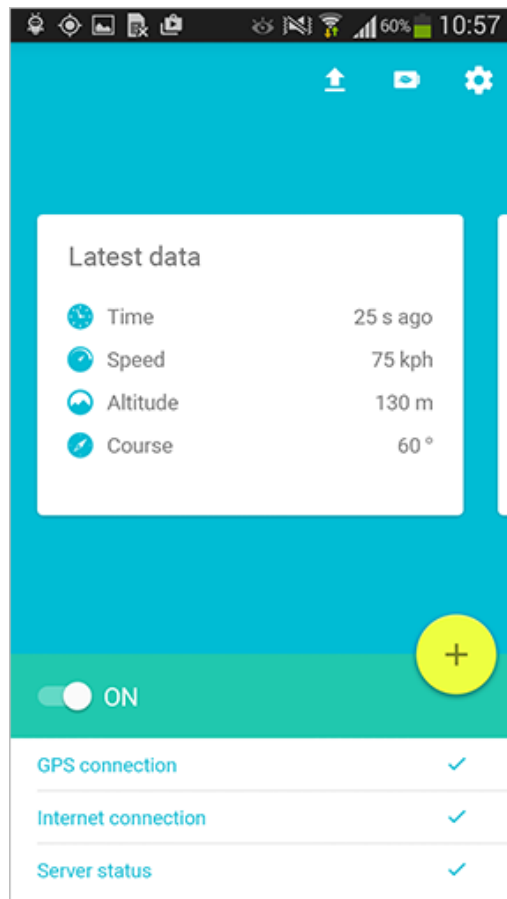 60% 10:57
Latest data
Time 25 s ago
Speed 75 kph
Altitude 130 m
Course 60 °
ON
GPS connection
Internet connection
Server status